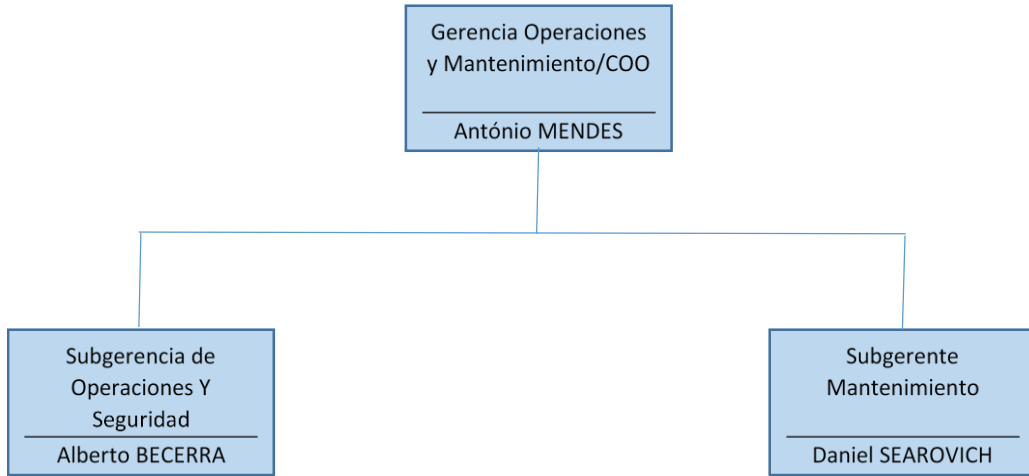 Gerencia Operaciones
y Mantenimiento/COO
António MENDES
Subgerencia de
Operaciones Y
Seguridad
Alberto BECERRA
Subgerente
Mantenimiento
Daniel SEAROVICH